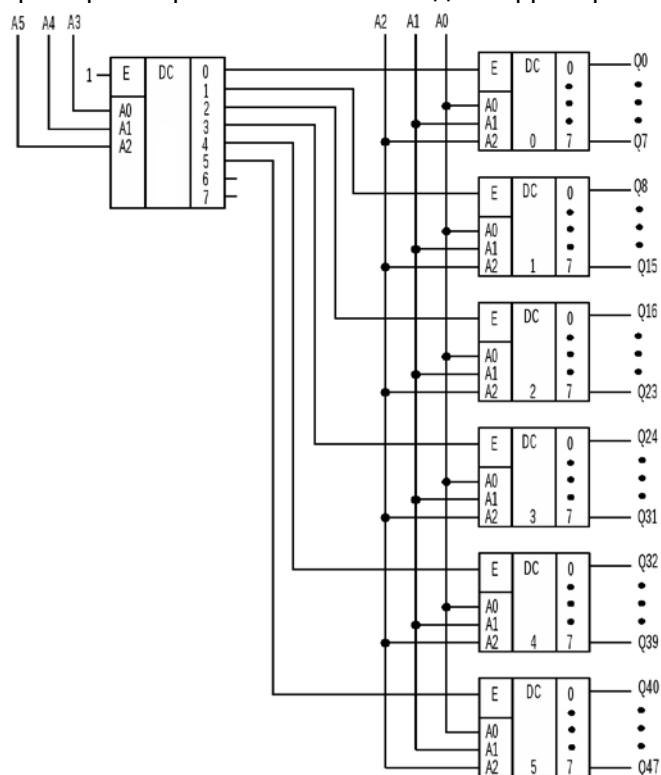 A5 A4 A3 A2 A1 A0
1 E DC 0
1
A0 2
A1 3
A2 4
5
6
7
E DC 0 Q0
A0
A1
A2 0 7 Q7
E DC 0 Q8
A0
A1
A2 1 7 Q15
E DC 0 Q16
A0
A1
A2 2 7 Q23
E DC 0 Q24
A0
A1
A2 3 7 Q31
E DC 0 Q32
A0
A1
A2 4 7 Q39
E DC 0 Q40
A0
A1
A2 5 7 Q47